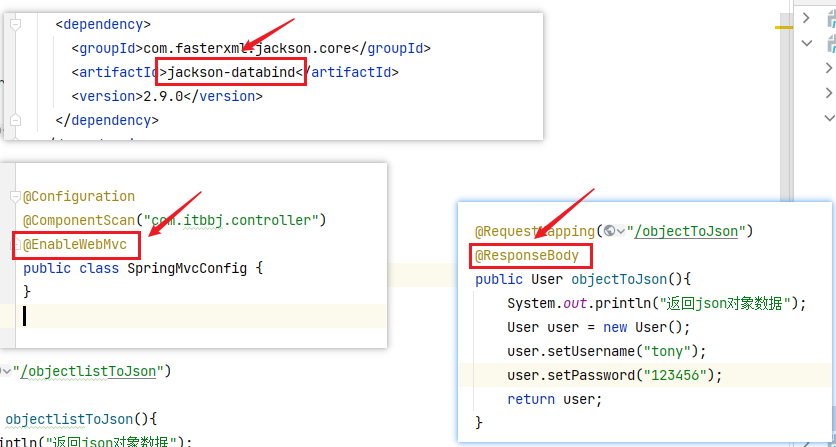 <dependency>
<groupId>com.fasterxml.jackson.core</groupId>
<artifactId>jackson-databind</artifactId>
<version>2.9.0</version>
</dependency>
@Configuration
@ComponentScan("com.itbbj.controller")
@EnableWebMvc
public class SpringMvcConfig {
}
@RequestMapping("/objectToJson")
@ResponseBody
public User objectToJson(){
System.out.println("返回json对象数据");
User user = new User();
user.setUsername("tony");
user.setPassword("123456");
return user;
}
"/objectlistToJson")
objectlistToJson(){
intln("返回json对象数据");